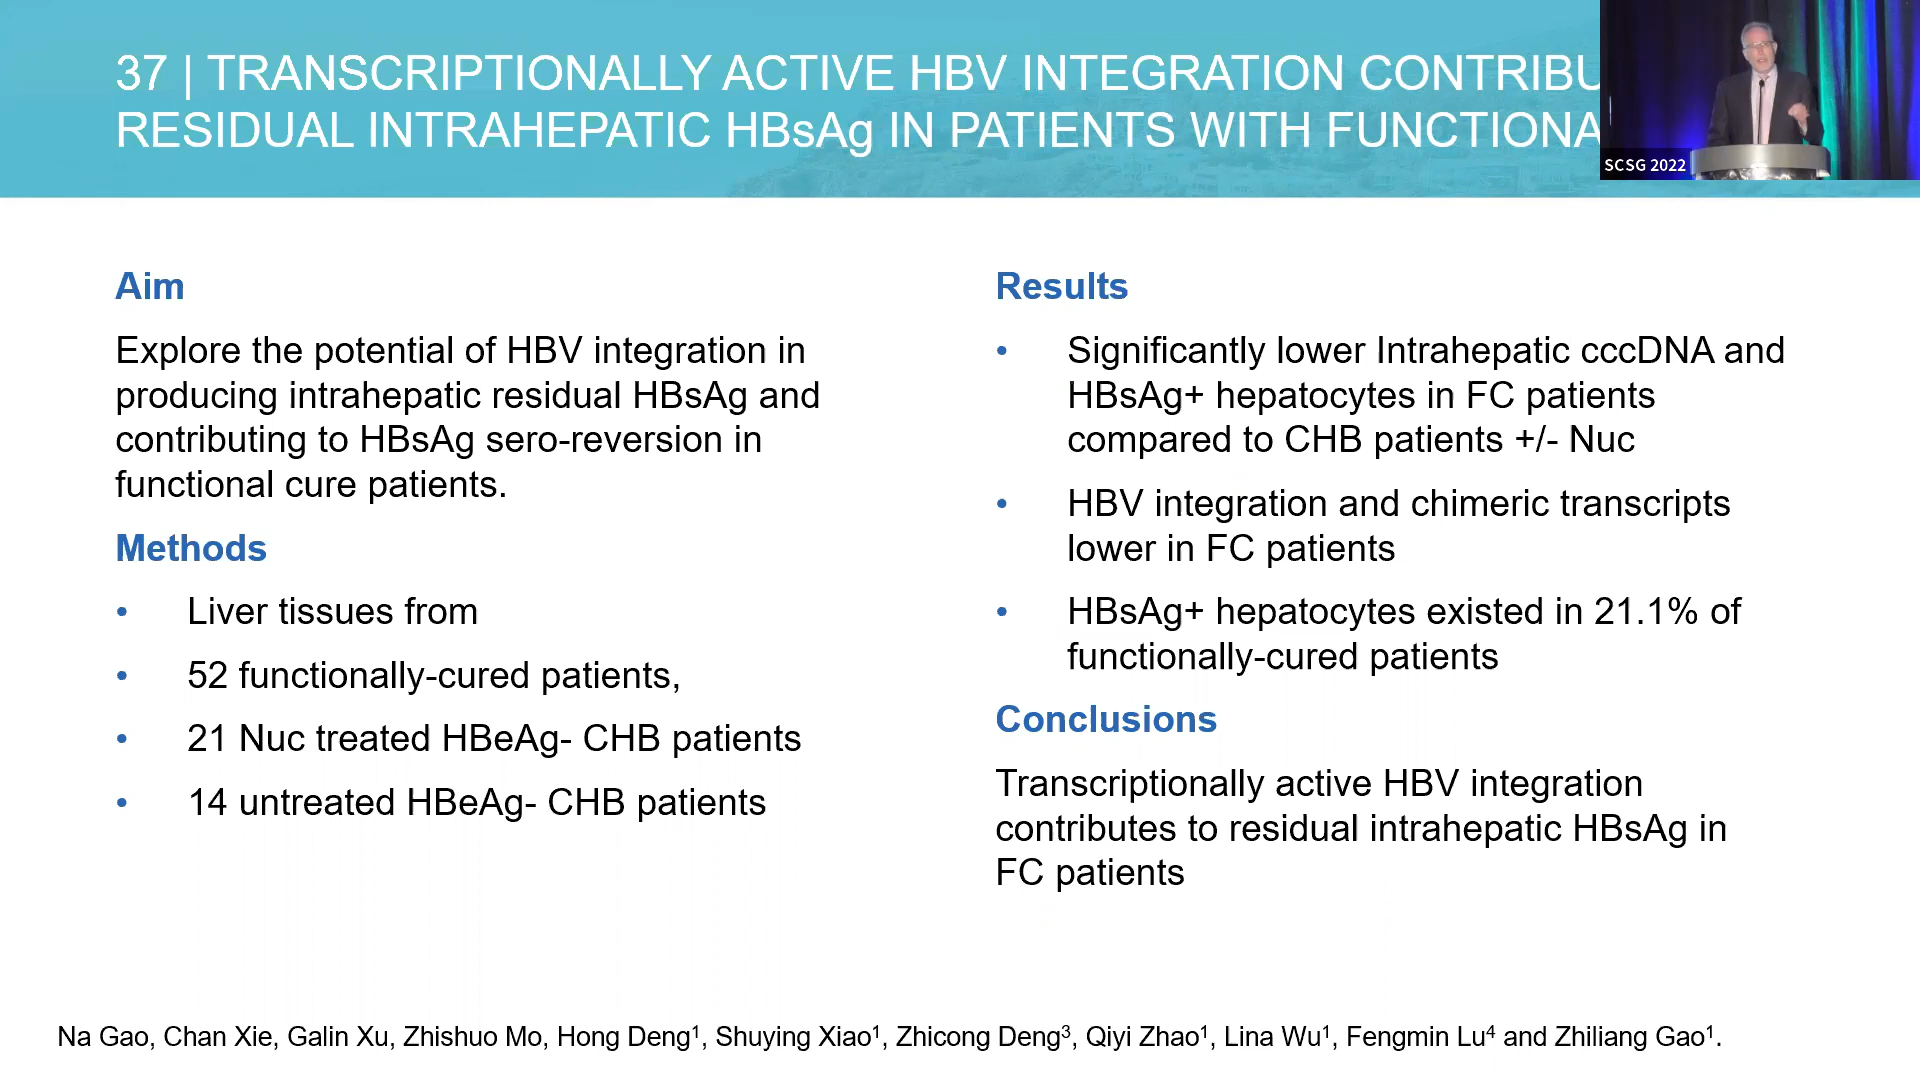 37 | TRANSCRIPTIONALLY ACTIVE HBV INTEGRATION
RESIDUAL INTRAHEPATIC HBsAg IN PATIENTS WITH
SCSG 2022
Aim
Explore the potential of HBV integration in
producing intrahepatic residual HBsAg and
contributing to HBsAg sero-reversion in
functional cure patients.
Methods
• Liver tissues from
• 52 functionally-cured patients,
• 21 Nuc treated HBeAg- CHB patients
• 14 untreated HBeAg- CHB patients
Results
• Significantly lower Intrahepatic cccDNA and
HBsAg+ hepatocytes in FC patients
compared to CHB patients +/- Nuc
• HBV integration and chimeric transcripts
lower in FC patients
• HBsAg+ hepatocytes existed in 21.1% of
functionally-cured patients
Conclusions
Transcriptionally active HBV integration
contributes to residual intrahepatic HBsAg in
FC patients
Na Gao, Chan Xie, Galin Xu, Zhishuo Mo, Hong Deng¹, Shuying Xiao¹, Zhicong Deng³, Qiyi Zhao¹, Lina Wu¹, Fengmin Lu⁴ and Zhiliang Gao¹.